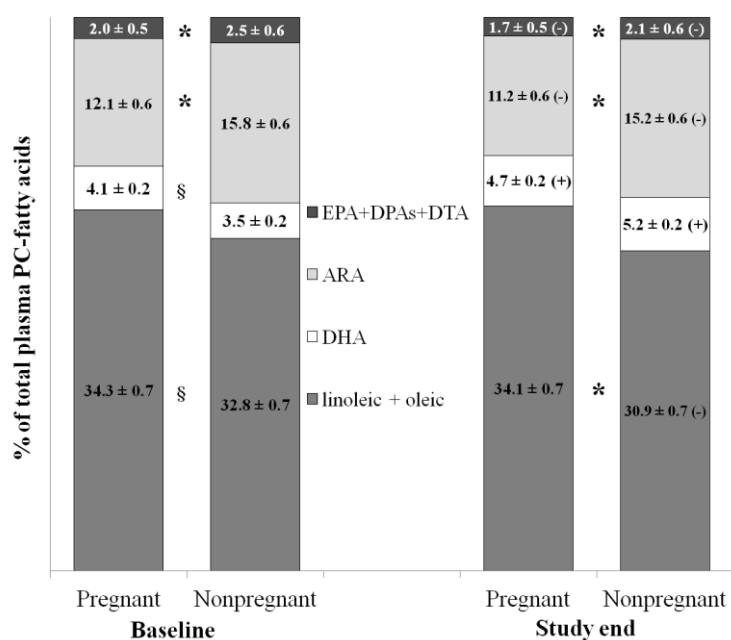 % of total plasma PC-fatty acids
2.0 ± 0.5 * 2.5 ± 0.6
12.1 ± 0.6 * 15.8 ± 0.6
4.1 ± 0.2 § 3.5 ± 0.2
34.3 ± 0.7 § 32.8 ± 0.7
EPA+DPAs+DTA
ARA
DHA
linoleic + oleic
1.7 ± 0.5 (-) * 2.1 ± 0.6 (-)
11.2 ± 0.6 (-) * 15.2 ± 0.6 (-)
4.7 ± 0.2 (+) 5.2 ± 0.2 (+)
34.1 ± 0.7 * 30.9 ± 0.7 (-)
Pregnant Nonpregnant Pregnant Nonpregnant
Baseline Study end